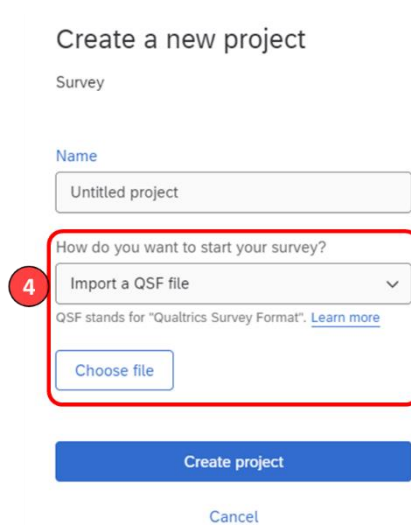 Create a new project
Survey
Name
Untitled project
How do you want to start your survey?
4
Import a QSF file
QSF stands for "Qualtrics Survey Format". Learn more
Choose file
Create project
Cancel